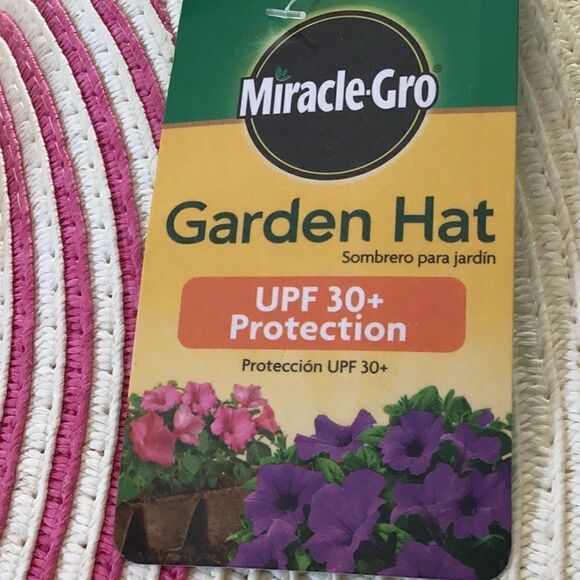 Miracle-Gro®
Garden Hat
Sombrero para jardín
UPF 30+
Protection
Protección UPF 30+